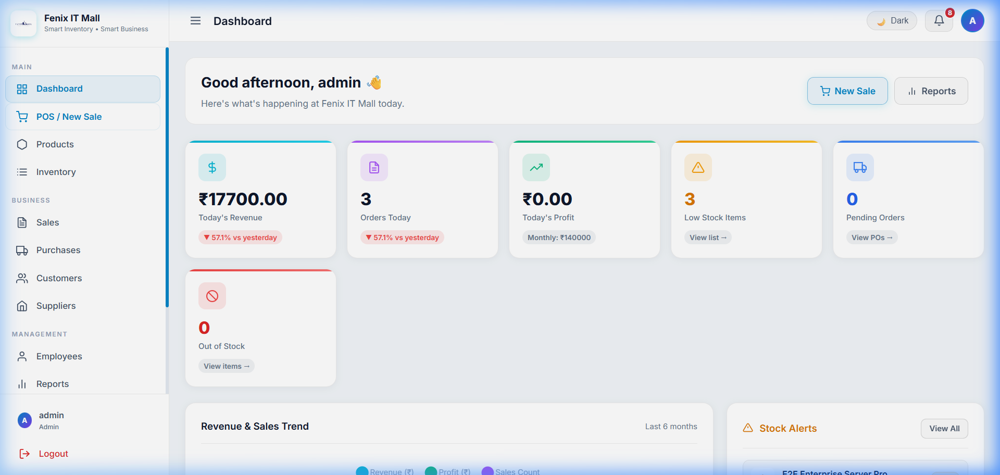 Fenix IT Mall
Smart Inventory • Smart Business
MAIN
Dashboard
POS / New Sale
Products
Inventory
BUSINESS
Sales
Purchases
Customers
Suppliers
MANAGEMENT
Employees
Reports
A
admin
Admin
Logout
Dashboard
🌙 Dark
8
A
Good afternoon, admin 👋
Here's what's happening at Fenix IT Mall today.
New Sale
Reports
₹17700.00
Today's Revenue
▼ 57.1% vs yesterday
3
Orders Today
▼ 57.1% vs yesterday
₹0.00
Today's Profit
Monthly: ₹140000
3
Low Stock Items
View list →
0
Pending Orders
View POs →
0
Out of Stock
View items →
Revenue & Sales Trend
Last 6 months
Revenue (₹)
Profit (₹)
Sales Count
Stock Alerts
View All
E2E Enterprise Server Pro